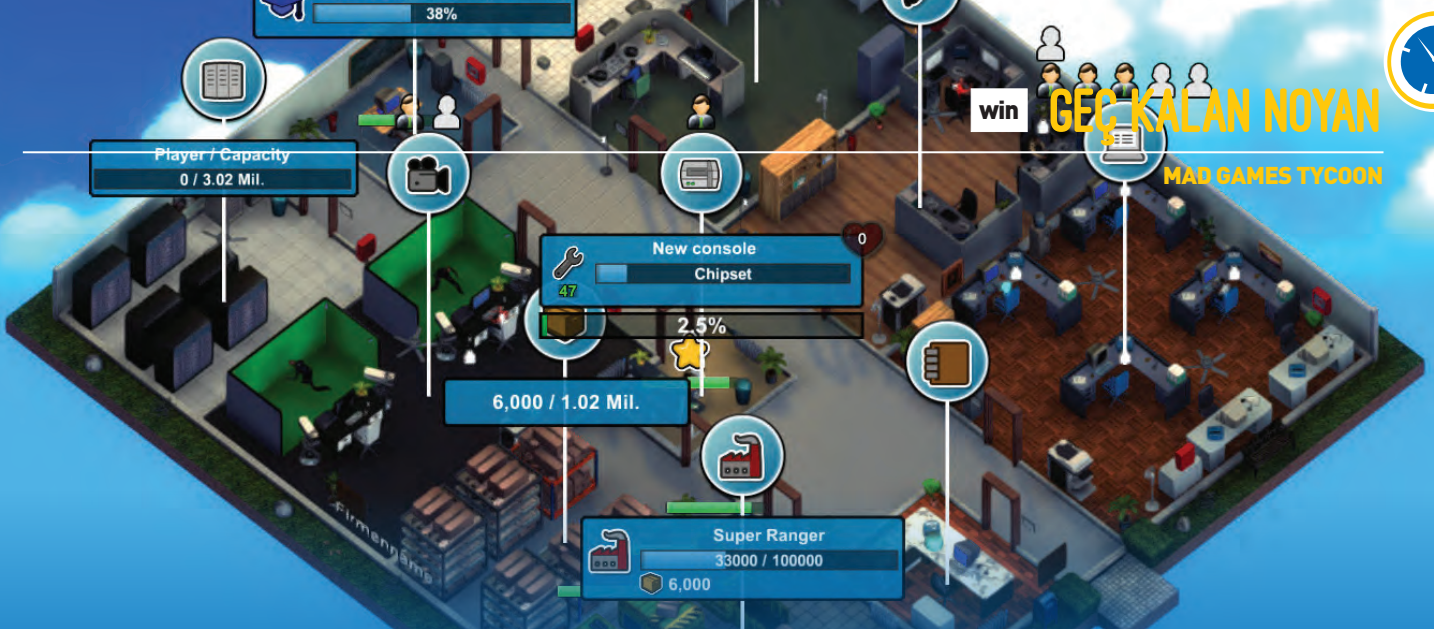 38%
win GEÇ KALAN NOYAN
MAD GAMES TYCOON
Player / Capacity
0 / 3.02 Mil.
New console
0
Chipset
47
2.5%
6,000 / 1.02 Mil.
Super Ranger
33000 / 100000
6,000
Firmenname